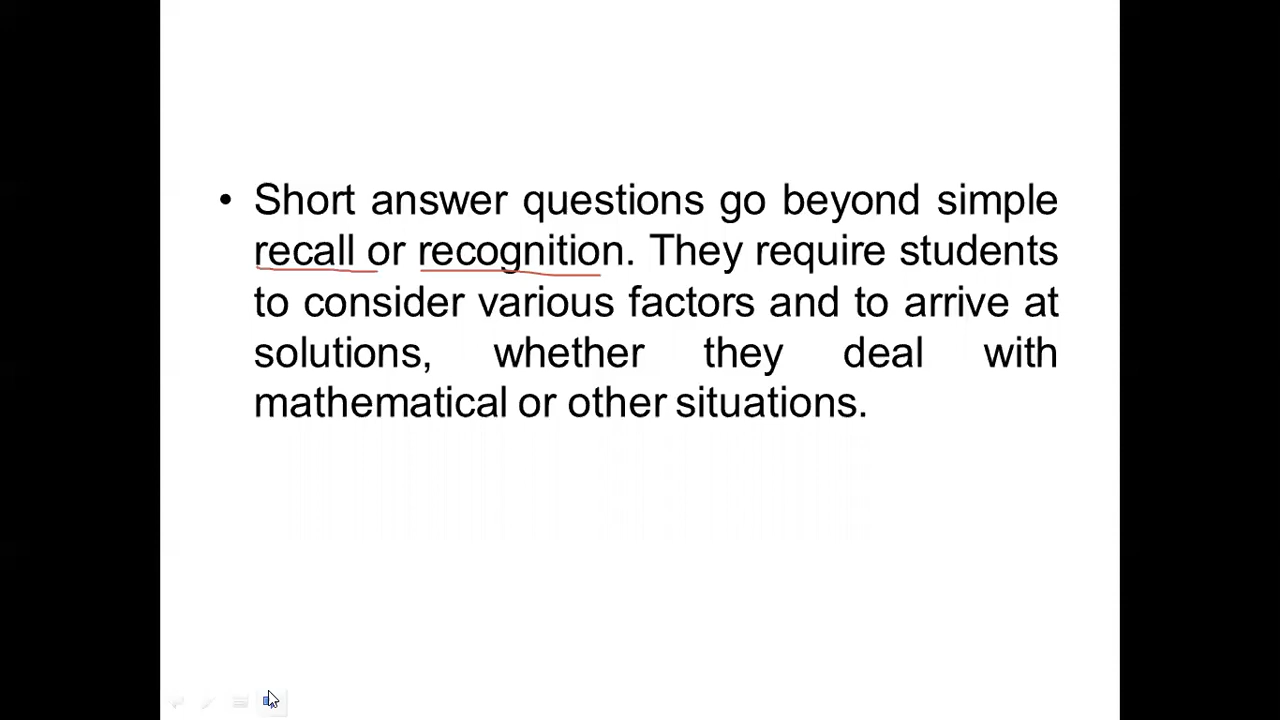 • Short answer questions go beyond simple
recall or recognition. They require students
to consider various factors and to arrive at
solutions, whether they deal with
mathematical or other situations.